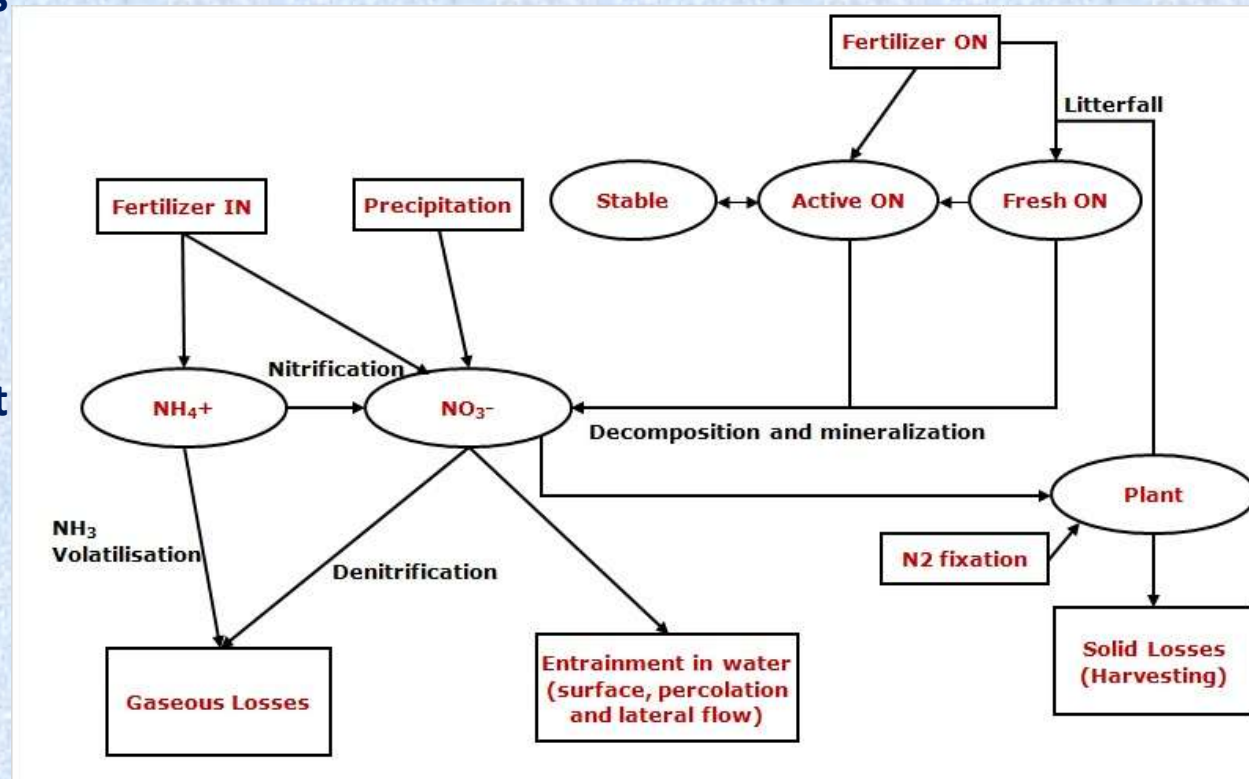 s
Fertilizer ON
Litterfall
Fertilizer IN
Precipitation
Stable
Active ON
Fresh ON
Nitrification
t
NH₄+
NO₃-
Decomposition and mineralization
Plant
NH₃
Volatilisation
Denitrification
N2 fixation
Entrainment in water
(surface, percolation
and lateral flow)
Solid Losses
(Harvesting)
Gaseous Losses